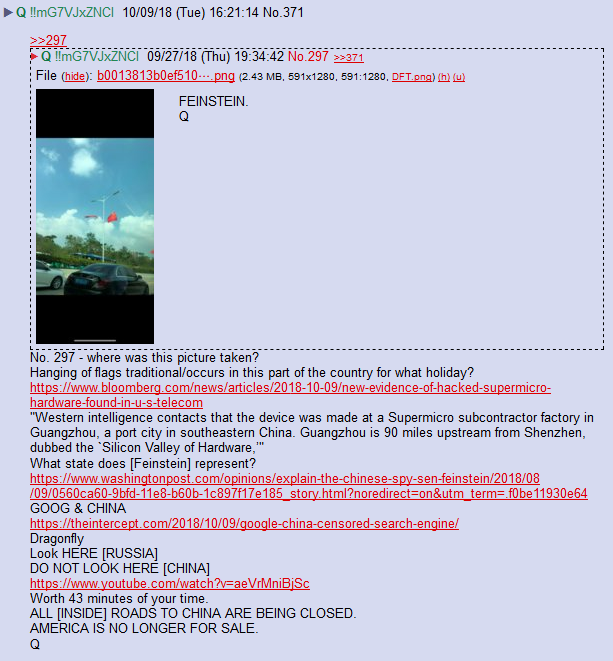 Q !!mG7VJxZNCI 10/09/18 (Tue) 16:21:14 No.371
>>297
Q !!mG7VJxZNCI 09/27/18 (Thu) 19:34:42 No.297 >>371
File (hide): b0013813b0ef510⋯.png (2.43 MB, 591x1280, 591:1280, DFT.png) (h) (u)
FEINSTEIN.
Q
No. 297 - where was this picture taken?
Hanging of flags traditional/occurs in this part of the country for what holiday?
https://www.bloomberg.com/news/articles/2018-10-09/new-evidence-of-hacked-supermicro-
hardware-found-in-u-s-telecom
"Western intelligence contacts that the device was made at a Supermicro subcontractor factory in
Guangzhou, a port city in southeastern China. Guangzhou is 90 miles upstream from Shenzhen,
dubbed the `Silicon Valley of Hardware,'"
What state does [Feinstein] represent?
https://www.washingtonpost.com/opinions/explain-the-chinese-spy-sen-feinstein/2018/08
/09/0560ca60-9bfd-11e8-b60b-1c897f17e185_story.html?noredirect=on&utm_term=.f0be11930e64
GOOG & CHINA
https://theintercept.com/2018/10/09/google-china-censored-search-engine/
Dragonfly
Look HERE [RUSSIA]
DO NOT LOOK HERE [CHINA]
https://www.youtube.com/watch?v=aeVrMniBjSc
Worth 43 minutes of your time.
ALL [INSIDE] ROADS TO CHINA ARE BEING CLOSED.
AMERICA IS NO LONGER FOR SALE.
Q